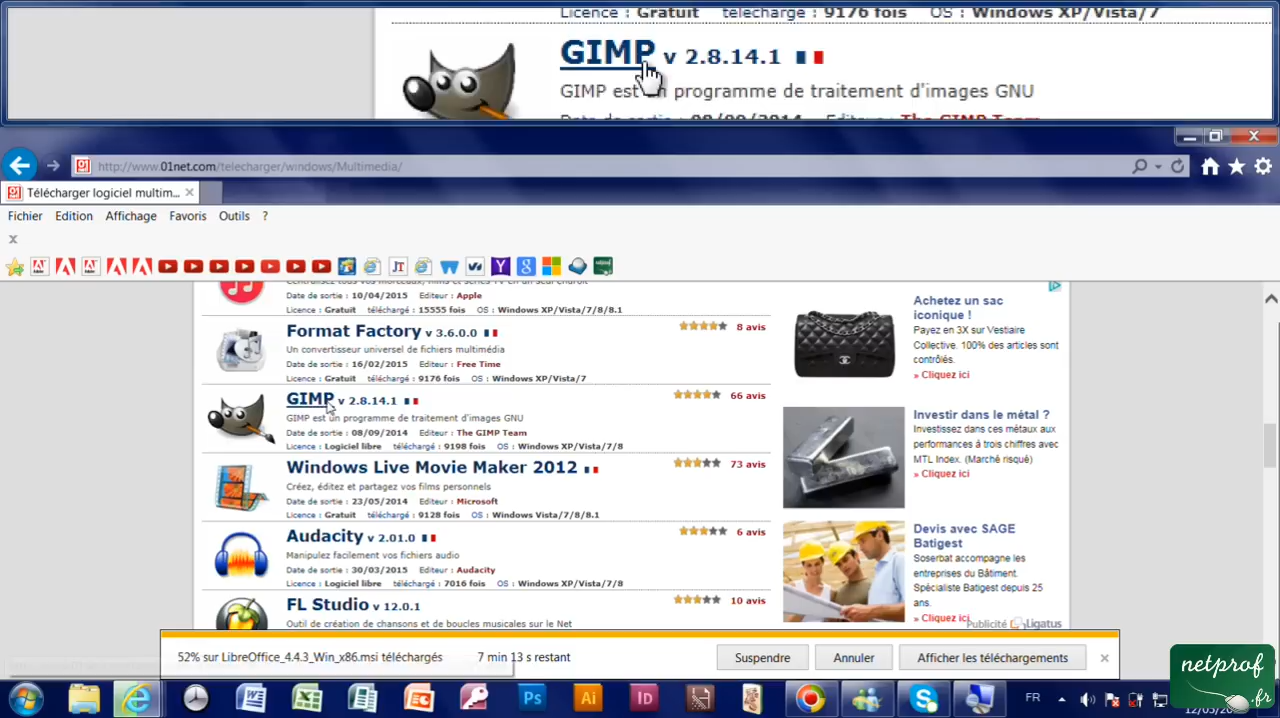 Licence : Gratuit téléchargé : 9176 fois OS : Windows XP/Vista/7
GIMP v 2.8.14.1
GIMP est un programme de traitement d'images GNU
Date de sortie : 08/09/2014 Editeur : The GIMP Team
http://www.01net.com/telecharger/windows/Multimedia/
Télécharger logiciel multim...
Fichier Edition Affichage Favoris Outils ?
Date de sortie : 10/04/2015 Editeur : Apple
Licence : Gratuit téléchargé : 15555 fois OS : Windows XP/Vista/7/8/8.1
Format Factory v 3.6.0.0
8 avis
Un convertisseur universel de fichiers multimédia
Date de sortie : 16/02/2015 Editeur : Free Time
Licence : Gratuit téléchargé : 9176 fois OS : Windows XP/Vista/7
GIMP v 2.8.14.1
66 avis
GIMP est un programme de traitement d'images GNU
Date de sortie : 08/09/2014 Editeur : The GIMP Team
Licence : Logiciel libre téléchargé : 9198 fois OS : Windows XP/Vista/7/8
Windows Live Movie Maker 2012
73 avis
Créez, éditez et partagez vos films personnels
Date de sortie : 23/05/2014 Editeur : Microsoft
Licence : Gratuit téléchargé : 9128 fois OS : Windows Vista/7/8/8.1
Audacity v 2.01.0
6 avis
Manipulez facilement vos fichiers audio
Date de sortie : 30/03/2015 Editeur : Audacity
Licence : Logiciel libre téléchargé : 7016 fois OS : Windows XP/Vista/7/8
FL Studio v 12.0.1
10 avis
Outil de création de chansons et de boucles musicales sur le Net
Achetez un sac
iconique !
Payez en 3X sur Vestiaire
Collective. 100% des articles sont
contrôlés.
» Cliquez ici
Investir dans le métal ?
Investissez dans ces métaux aux
performances à trois chiffres avec
MTL Index. (Marché risqué)
» Cliquez ici
Devis avec SAGE
Batigest
Soserbat accompagne les
entreprises du Bâtiment.
Spécialiste Batigest depuis 25
ans.
» Cliquez ici
Publicité Ligatus
52% sur LibreOffice_4.4.3_Win_x86.msi téléchargés 7 min 13 s restant
Suspendre Annuler Afficher les téléchargements
netprof
.fr
FR